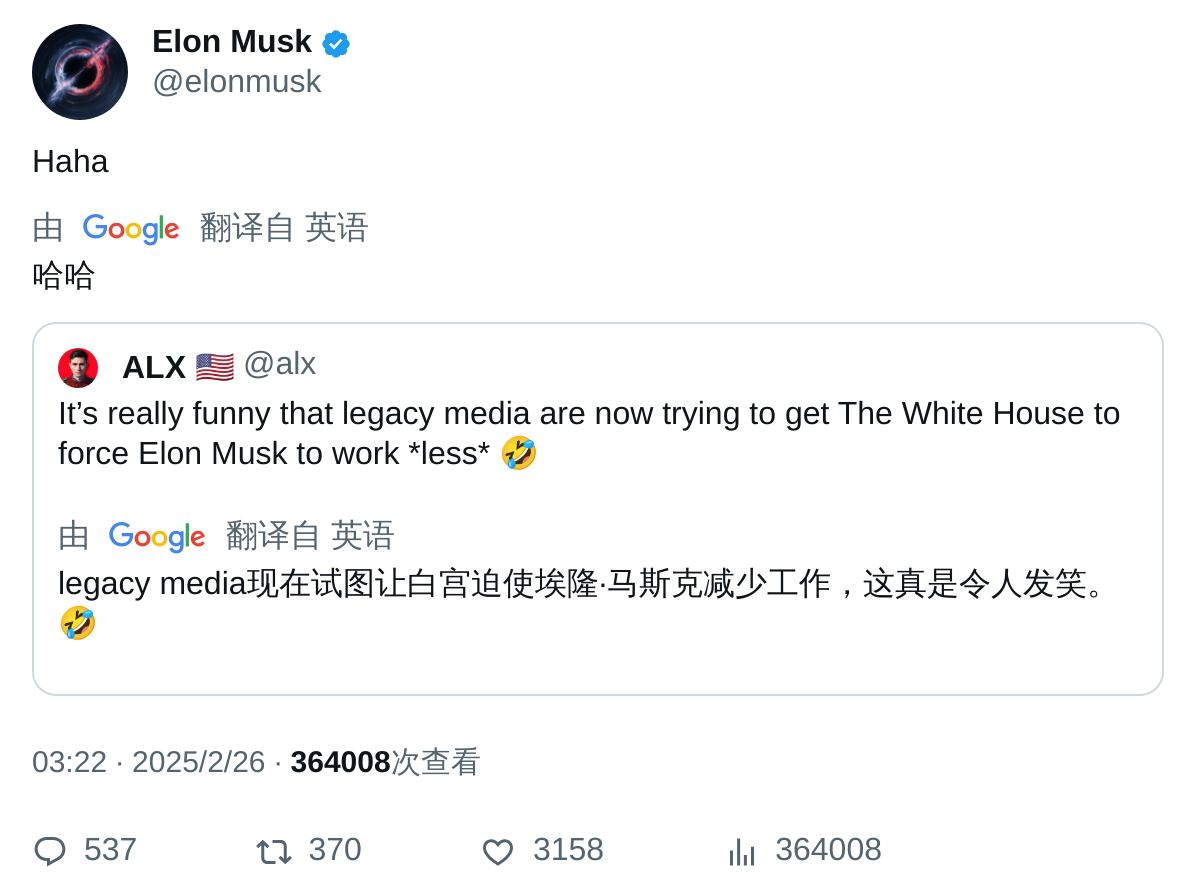 Elon Musk
@elonmusk
Haha
由 Google 翻译自 英语
哈哈
ALX 🇺🇸 @alx
It’s really funny that legacy media are now trying to get The White House to
force Elon Musk to work *less* 🤣
由 Google 翻译自 英语
legacy media现在试图让白宫迫使埃隆·马斯克减少工作，这真是令人发笑。
🤣
03:22 · 2025/2/26 · 364008次查看
537 370 3158 364008